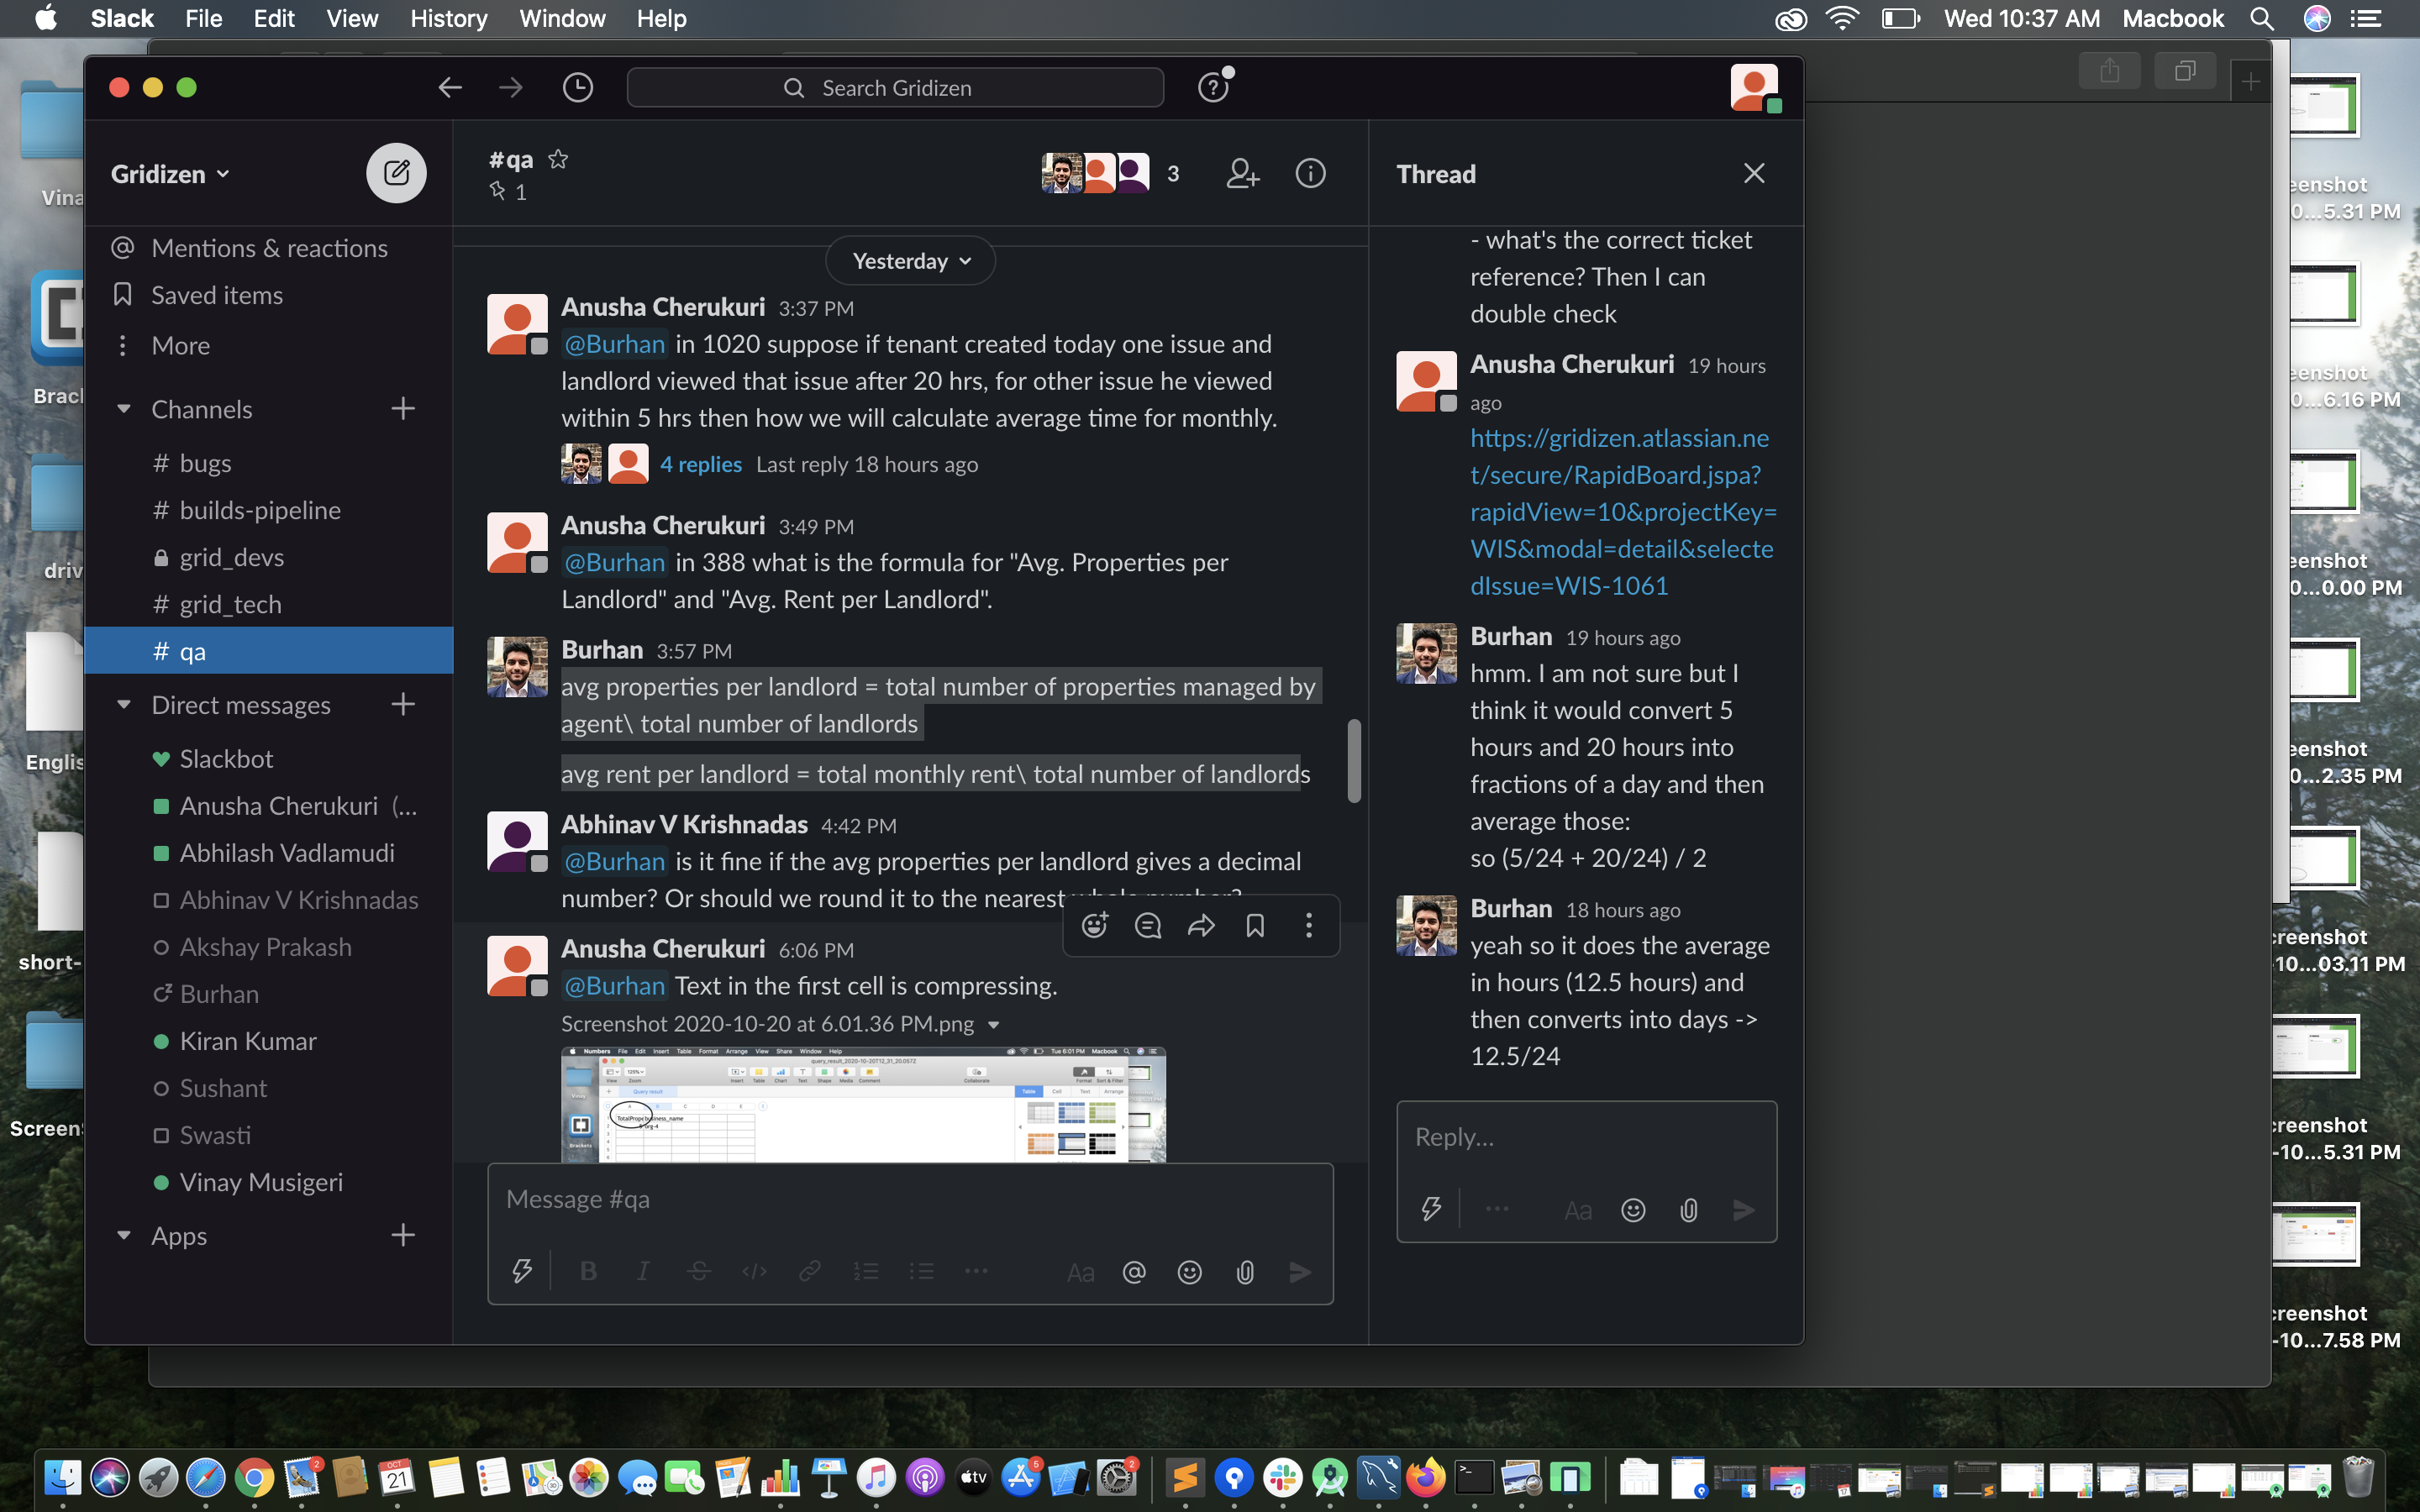 Slack File Edit View History Window Help
Wed 10:37 AM Macbook
Search Gridizen
Gridizen
Mentions & reactions
Saved items
More
Channels
# bugs
# builds-pipeline
grid_devs
# grid_tech
# qa
Direct messages
Slackbot
Anusha Cherukuri (...
Abhilash Vadlamudi
Abhinav V Krishnadas
Akshay Prakash
Burhan
Kiran Kumar
Sushant
Swasti
Vinay Musigeri
Apps
#qa
1
3
Yesterday
Anusha Cherukuri 3:37 PM
@Burhan in 1020 suppose if tenant created today one issue and
landlord viewed that issue after 20 hrs, for other issue he viewed
within 5 hrs then how we will calculate average time for monthly.
4 replies Last reply 18 hours ago
Anusha Cherukuri 3:49 PM
@Burhan in 388 what is the formula for "Avg. Properties per
Landlord" and "Avg. Rent per Landlord".
Burhan 3:57 PM
avg properties per landlord = total number of properties managed by
agent\ total number of landlords
avg rent per landlord = total monthly rent\ total number of landlords
Abhinav V Krishnadas 4:42 PM
@Burhan is it fine if the avg properties per landlord gives a decimal
number? Or should we round it to the nearest whole number?
Anusha Cherukuri 6:06 PM
@Burhan Text in the first cell is compressing.
Screenshot 2020-10-20 at 6.01.36 PM.png
Message #qa
Thread
- what's the correct ticket
reference? Then I can
double check
Anusha Cherukuri 19 hours
ago
https://gridizen.atlassian.ne
t/secure/RapidBoard.jspa?
rapidView=10&projectKey=
WIS&modal=detail&selecte
dIssue=WIS-1061
Burhan 19 hours ago
hmm. I am not sure but I
think it would convert 5
hours and 20 hours into
fractions of a day and then
average those:
so (5/24 + 20/24) / 2
Burhan 18 hours ago
yeah so it does the average
in hours (12.5 hours) and
then converts into days ->
12.5/24
Reply...
Vina
Brac
driv
Englis
short-
Screen
eenshot
0...5.31 PM
eenshot
0...6.16 PM
eenshot
0...0.00 PM
eenshot
0...2.35 PM
creenshot
-10...03.11 PM
creenshot
-10...5.31 PM
creenshot
-10...7.58 PM
OCT
21
tv